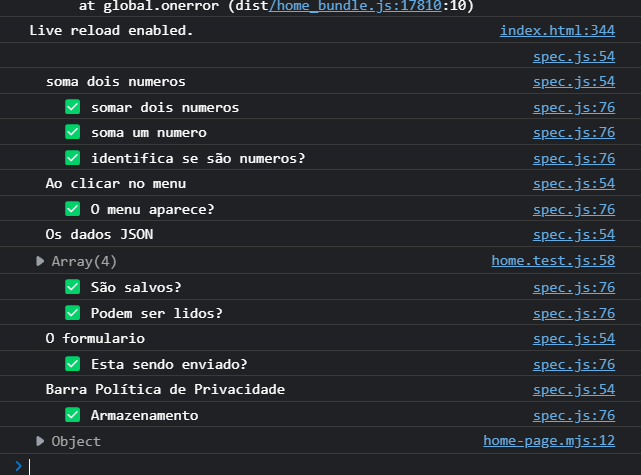 at global.onerror (dist/home_bundle.js:17810:10)
Live reload enabled. index.html:344
spec.js:54
soma dois numeros spec.js:54
✅ somar dois numeros spec.js:76
✅ soma um numero spec.js:76
✅ identifica se são numeros? spec.js:76
Ao clicar no menu spec.js:54
✅ O menu aparece? spec.js:76
Os dados JSON spec.js:54
▶ Array(4) home.test.js:58
✅ São salvos? spec.js:76
✅ Podem ser lidos? spec.js:76
O formulario spec.js:54
✅ Esta sendo enviado? spec.js:76
Barra Política de Privacidade spec.js:54
✅ Armazenamento spec.js:76
▶ Object home-page.mjs:12
>